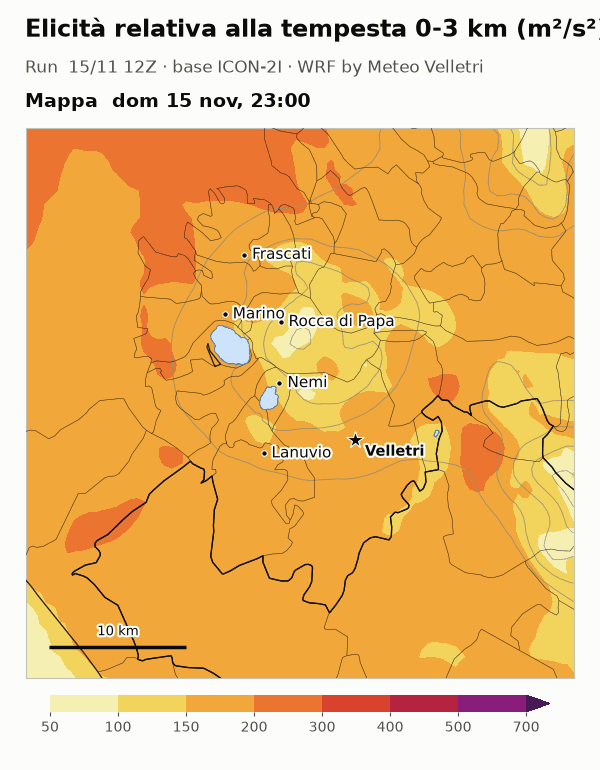 Elicità relativa alla tempesta 0-3 km (m²/s²)
Run 15/11 12Z · base ICON-2I · WRF by Meteo Velletri
Mappa dom 15 nov, 23:00
Frascati
Marino
Rocca di Papa
Nemi
Velletri
Lanuvio
10 km
50 100 150 200 300 400 500 700